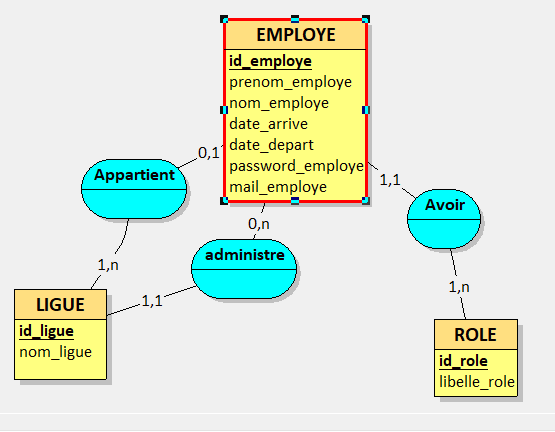 EMPLOYE
id_employe
prenom_employe
nom_employe
date_arrive
date_depart
password_employe
mail_employe
0,1
1,1
Appartient
Avoir
0,n
administre
1,n
1,1
1,n
LIGUE
id_ligue
nom_ligue
ROLE
id_role
libelle_role